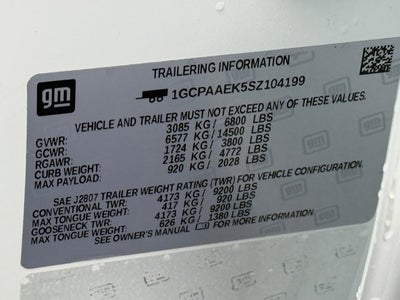 gm
TRAILERING INFORMATION
1GCPAAEK5SZ104199
VEHICLE AND TRAILER MUST NOT EXCEED ANY OF THESE VALUES.
GVWR: 3085 KG / 6800 LBS
GCWR: 6577 KG / 14500 LBS
RGAWR: 1724 KG / 3800 LBS
CURB WEIGHT: 2165 KG / 4772 LBS
MAX PAYLOAD: 920 KG / 2028 LBS
SAE J2807 TRAILER WEIGHT RATING (TWR) FOR VEHICLE CONFIGURATION.
CONVENTIONAL TWR: 4173 KG / 9200 LBS
MAX TONGUE WEIGHT: 417 KG / 920 LBS
GOOSENECK TWR: 4173 KG / 9200 LBS
MAX TONGUE WEIGHT: 626 KG / 1380 LBS
SEE OWNER'S MANUAL FOR MORE INFORMATION